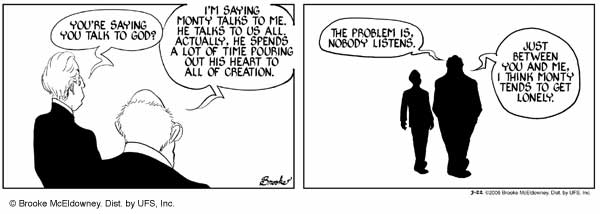 YOU'RE SAYING
YOU TALK TO GOD?
I'M SAYING
MONTY TALKS TO ME.
HE TALKS TO US ALL.
ACTUALLY, HE SPENDS
A LOT OF TIME POURING
OUT HIS HEART TO
ALL OF CREATION.
Brooke
THE PROBLEM IS,
NOBODY LISTENS.
JUST
BETWEEN
YOU AND ME,
I THINK MONTY
TENDS TO GET
LONELY.
3-22 ©2006 Brooke McEldowney. Dist. by UFS, Inc.
© Brooke McEldowney. Dist. by UFS, Inc.